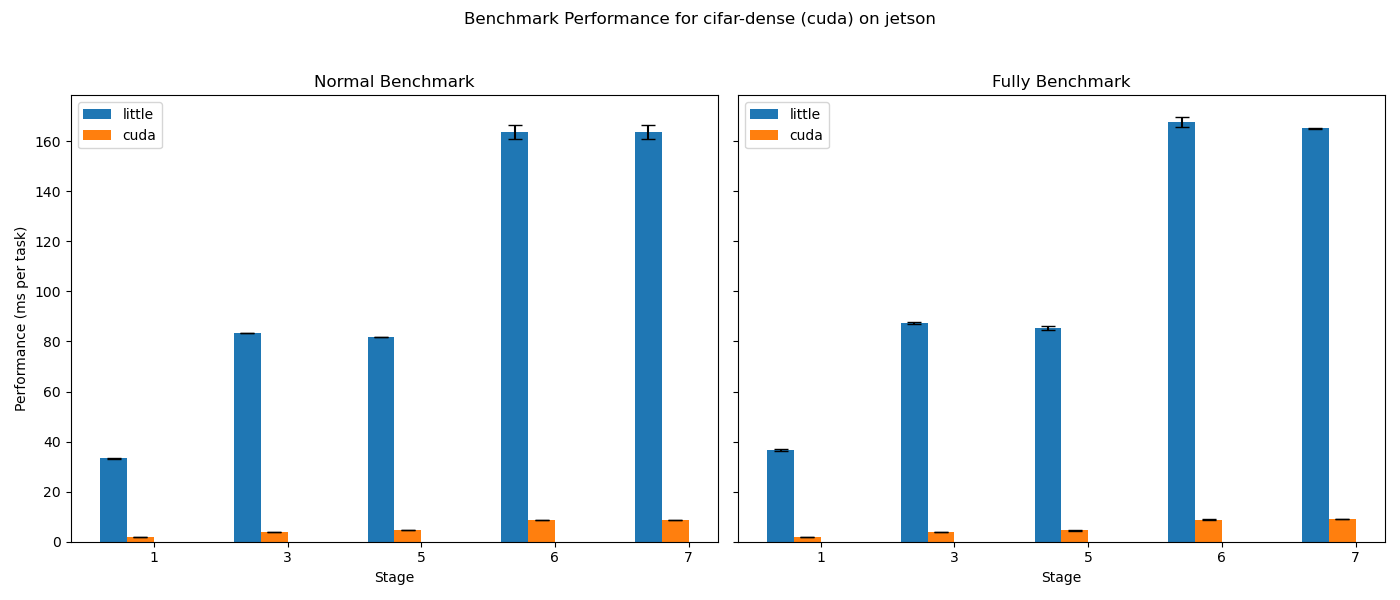 Benchmark Performance for cifar-dense (cuda) on jetson
Normal Benchmark
little
cuda
Performance (ms per task)
160
140
120
100
80
60
40
20
0
1 3 5 6 7
Stage
Fully Benchmark
little
cuda
1 3 5 6 7
Stage